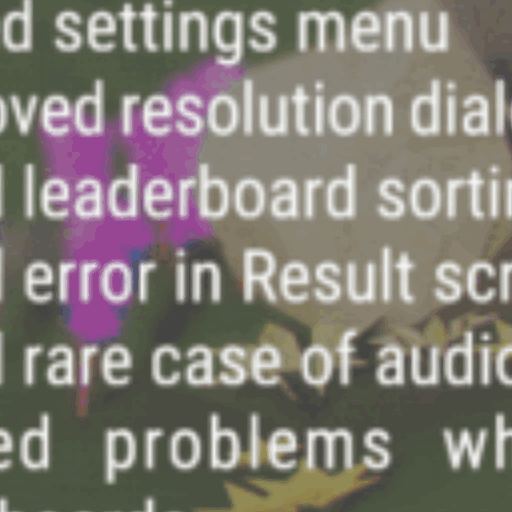 d settings menu
oved resolution dial
leaderboard sortin
error in Result scr
rare case of audio
ed problems wh